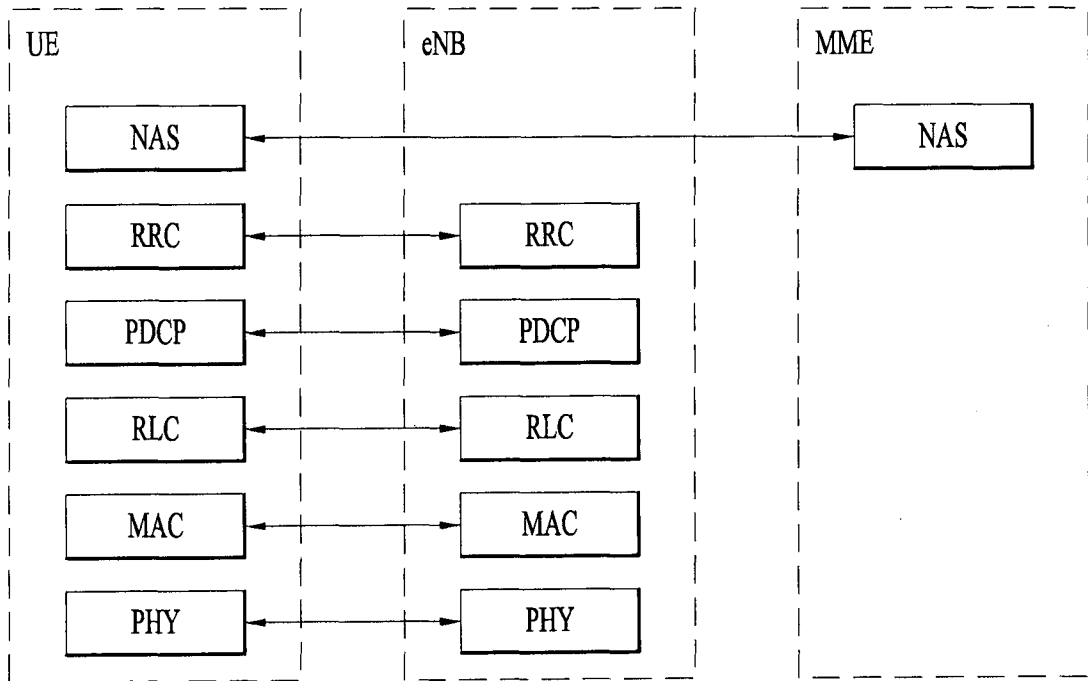 UE eNB MME
NAS NAS
RRC RRC
PDCP PDCP
RLC RLC
MAC MAC
PHY PHY